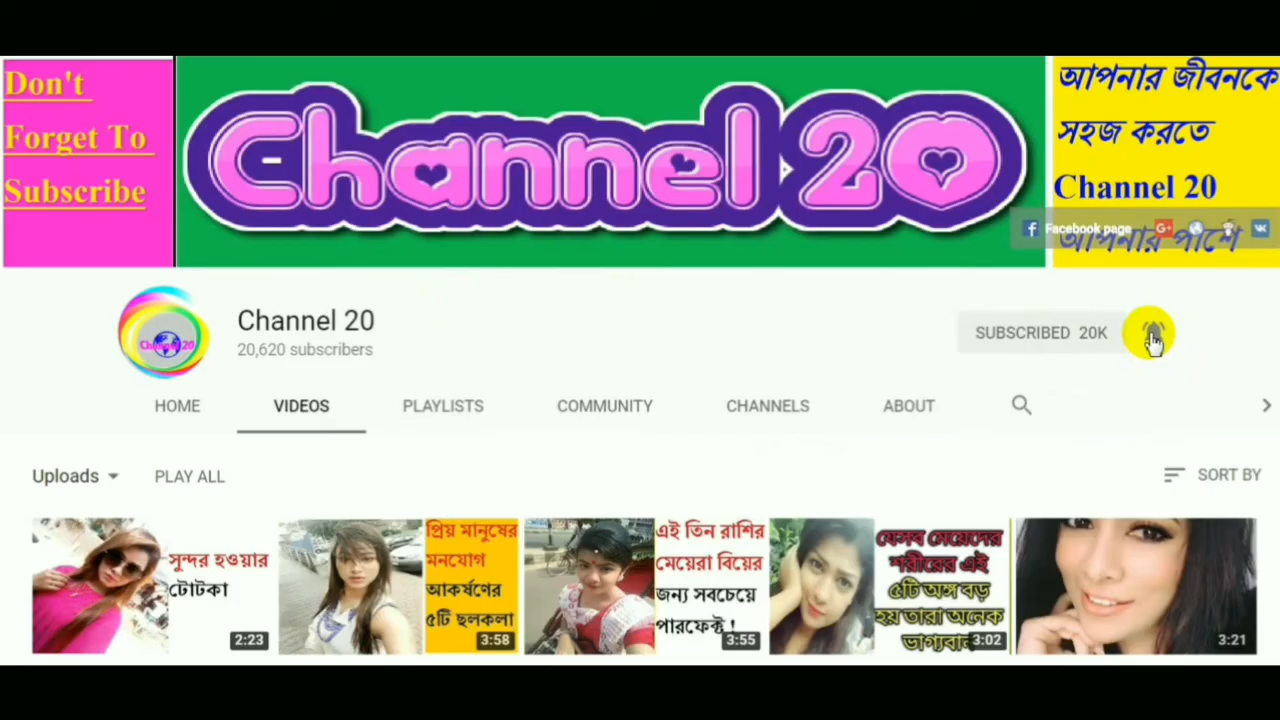 Don't
Forget To
Subscribe
Channel 20
আপনার জীবনকে
সহজ করতে
Channel 20
আপনার পাশে
Facebook page
Channel 20
Channel 20
20,620 subscribers
SUBSCRIBED 20K
HOME
VIDEOS
PLAYLISTS
COMMUNITY
CHANNELS
ABOUT
Uploads
PLAY ALL
SORT BY
সুন্দর হওয়ার
টোটকা
2:23
প্রিয় মানুষের
মনযোগ
আকর্ষণের
৫টি ছলকলা
3:58
এই তিন রাশির
মেয়েরা বিয়ের
জন্য সবচেয়ে
পারফেক্ট !
3:55
যেসব মেয়েদের
শরীরের এই
৫টি অঙ্গ বড়
হয় তারা অনেক
ভাগ্যবান
3:02
3:21